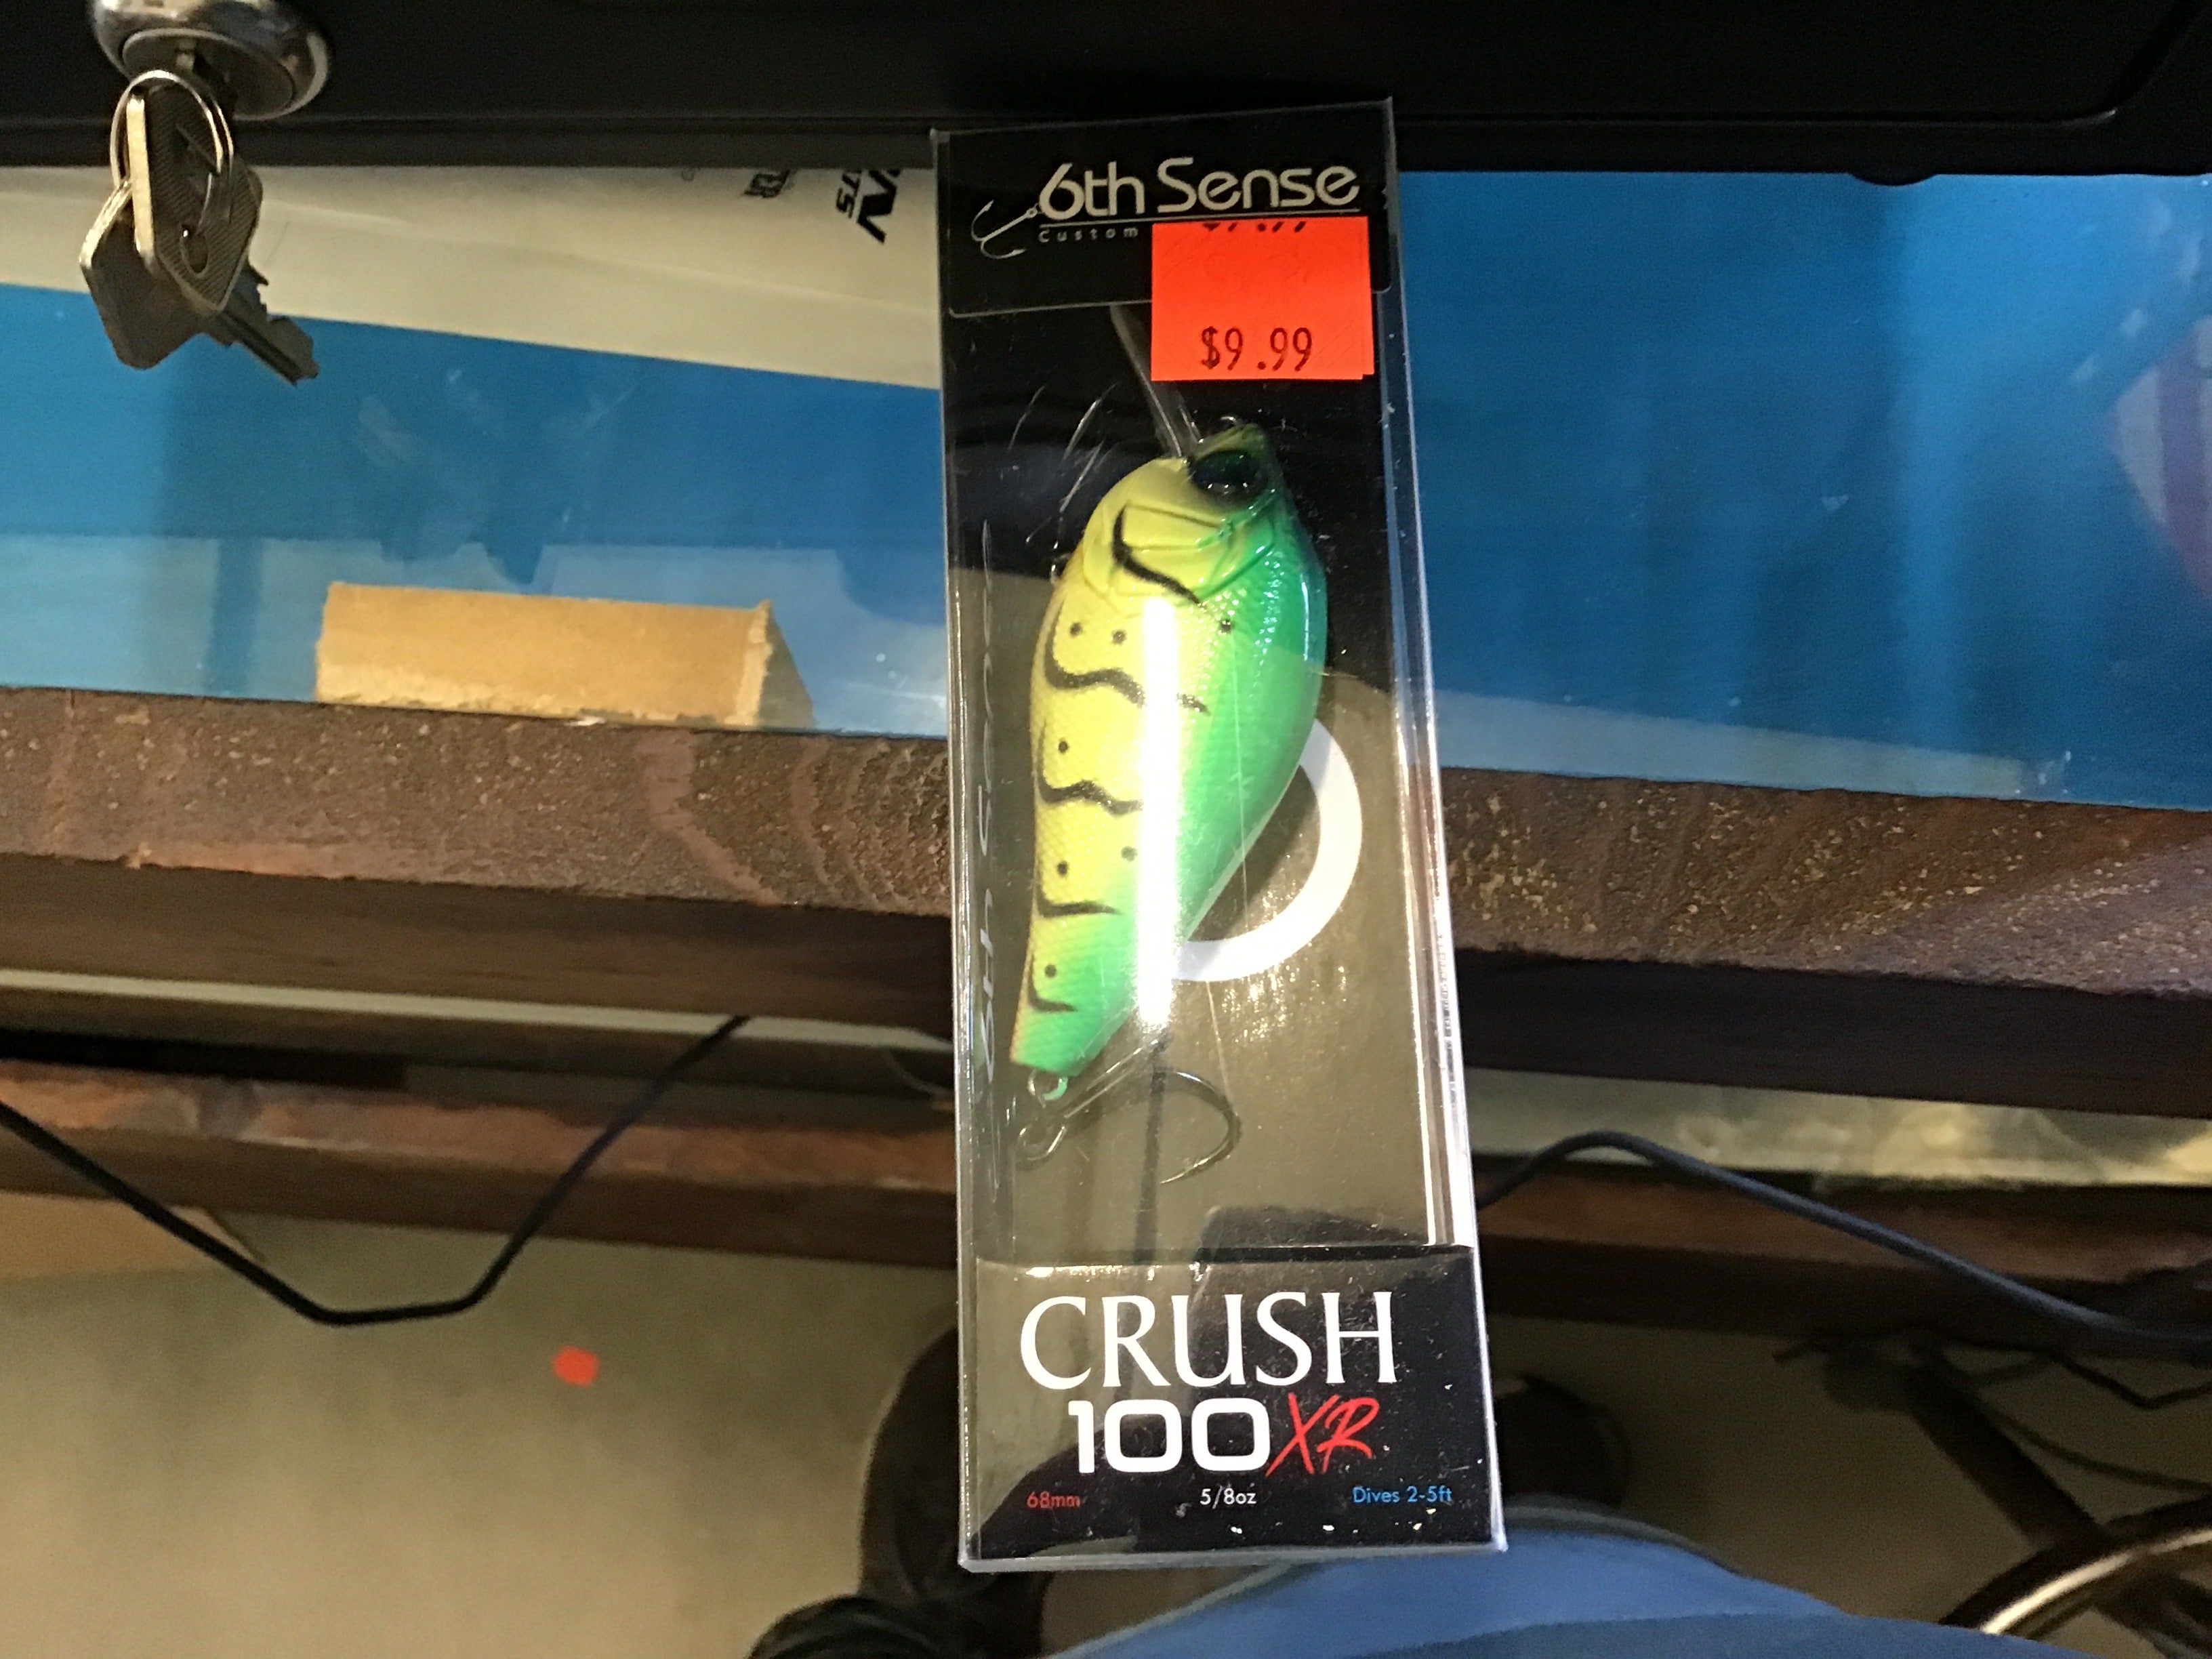 6th Sense
Custom
$9.99
CRUSH
100XR
68mm
5/8oz
Dives 2-5ft